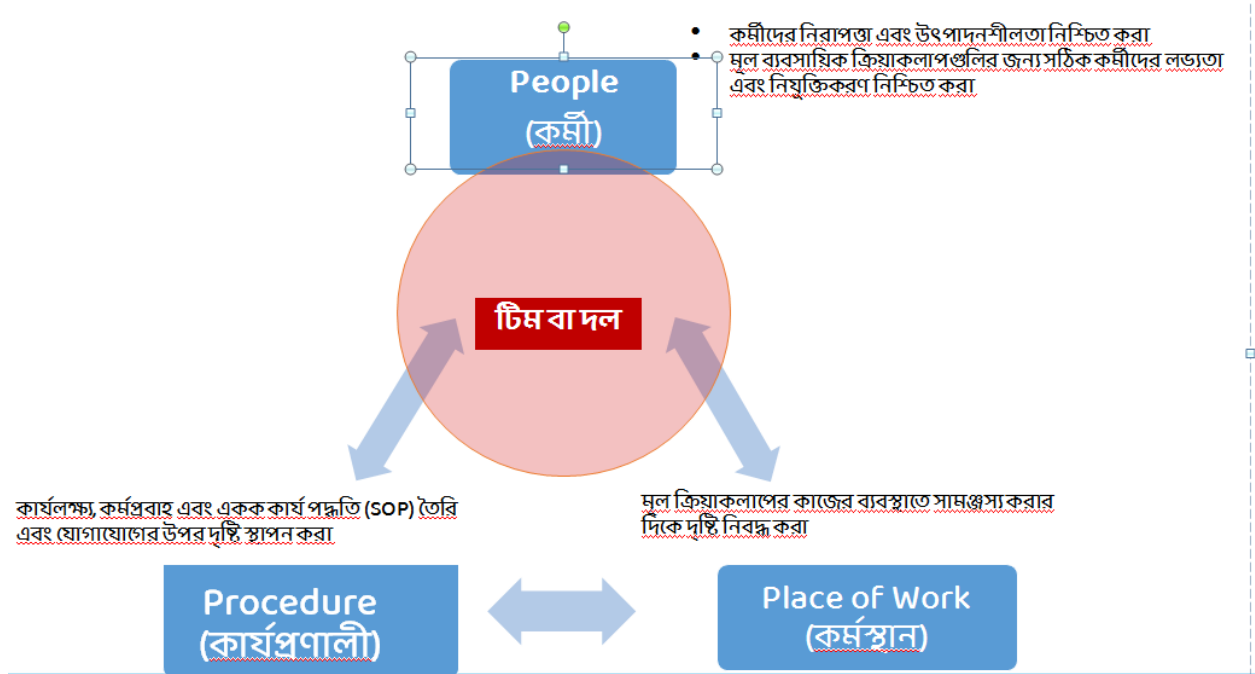 • কর্মীদের নিরাপত্তা এবং উৎপাদনশীলতা নিশ্চিত করা
• মূল ব্যবসায়িক ক্রিয়াকলাপগুলির জন্য সঠিক কর্মীদের লভ্যতা
এবং নিযুক্তিকরণ নিশ্চিত করা
People
(কর্মী)
টিম বা দল
কার্যলক্ষ্য, কর্মপ্রবাহ এবং একক কার্য পদ্ধতি (SOP) তৈরি
এবং যোগাযোগের উপর দৃষ্টি স্থাপন করা
মূল ক্রিয়াকলাপের কাজের ব্যবস্থাতে সামঞ্জস্য করার
দিকে দৃষ্টি নিবদ্ধ করা
Procedure
(কার্যপ্রণালী)
Place of Work
(কর্মস্থান)